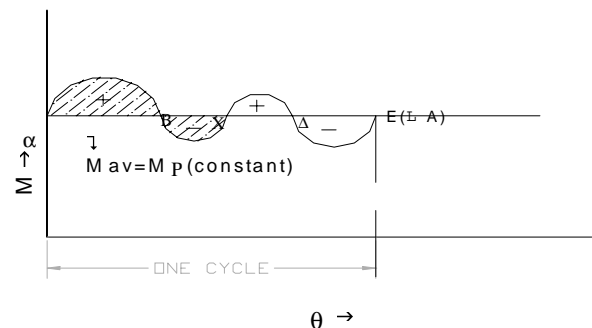 +
+
α
B
–
X
Δ
–
E(L A)
M →
M av=M P(constant)
ONE CYCLE
θ →